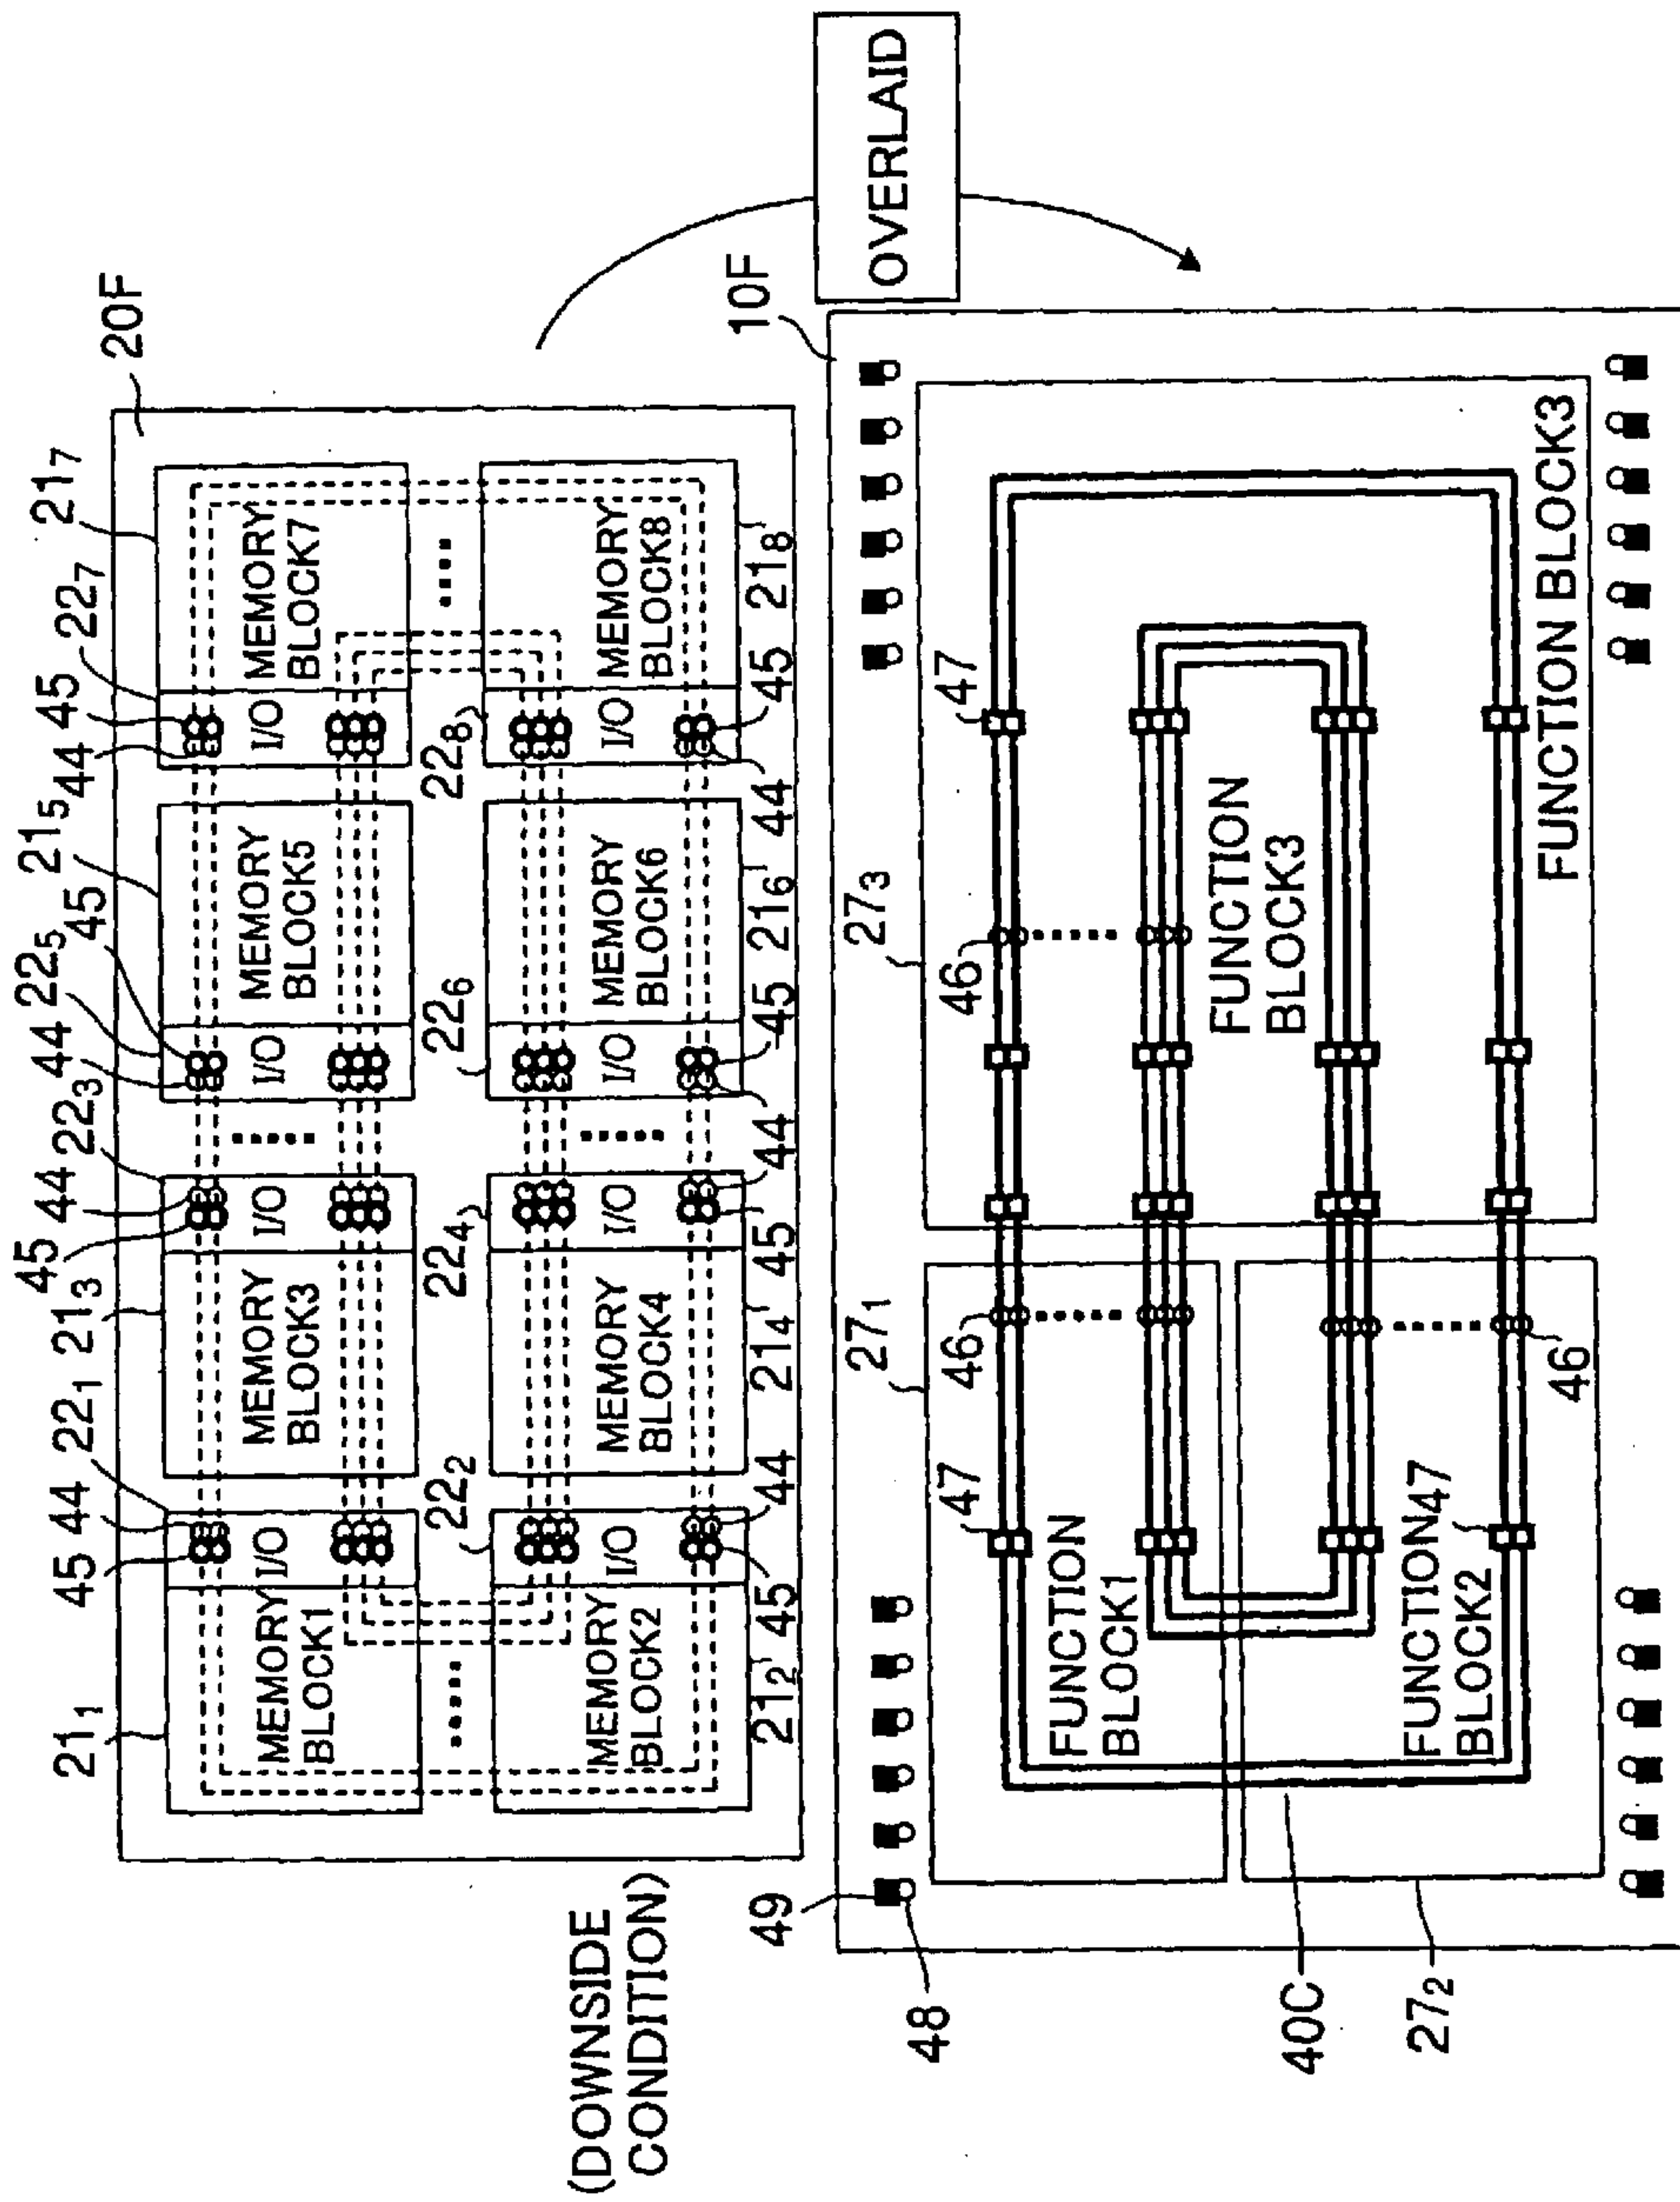 20F
21₁
45
44
22₁
21₃
45
44
22₃
44
22₅
45
21₅
44
45
22₇
21₇
MEMORY
BLOCK1
I/O
MEMORY
BLOCK3
I/O
I/O
MEMORY
BLOCK5
I/O
MEMORY
BLOCK7
22₂
22₄
22₆
22₈
MEMORY
BLOCK2
I/O
MEMORY
BLOCK4
I/O
I/O
MEMORY
BLOCK6
I/O
MEMORY
BLOCK8
21₂
45
44
21₄
45
44
45
21₆
44
45
21₈
(DOWNSIDE
CONDITION)
OVERLAID
10F
49
48
27₁
27₃
47
46
46
47
FUNCTION
BLOCK1
FUNCTION
BLOCK3
FUNCTION
BLOCK2
47
46
FUNCTION BLOCK3
40C
27₂